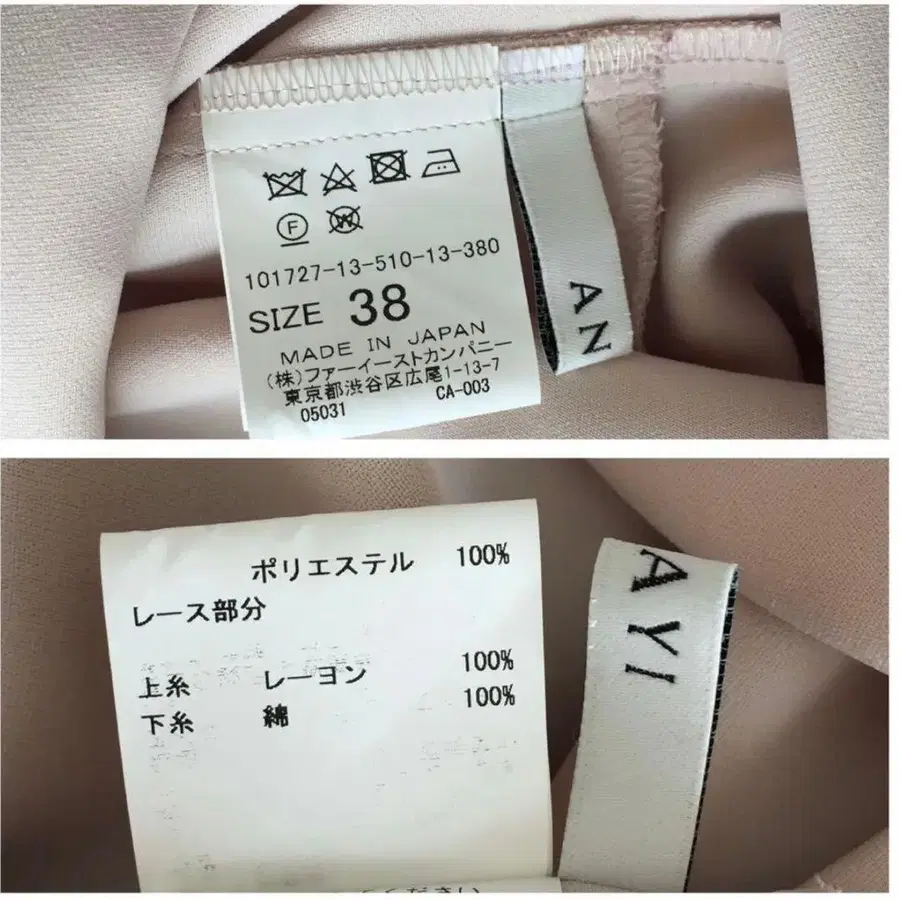 F
W
101727-13-510-13-380
SIZE 38
MADE IN JAPAN
(株)ファーイーストカンパニー
東京都渋谷区広尾1-13-7
05031 CA-003
AN
ポリエステル 100%
レース部分
上糸 レーヨン 100%
下糸 綿 100%
AYI